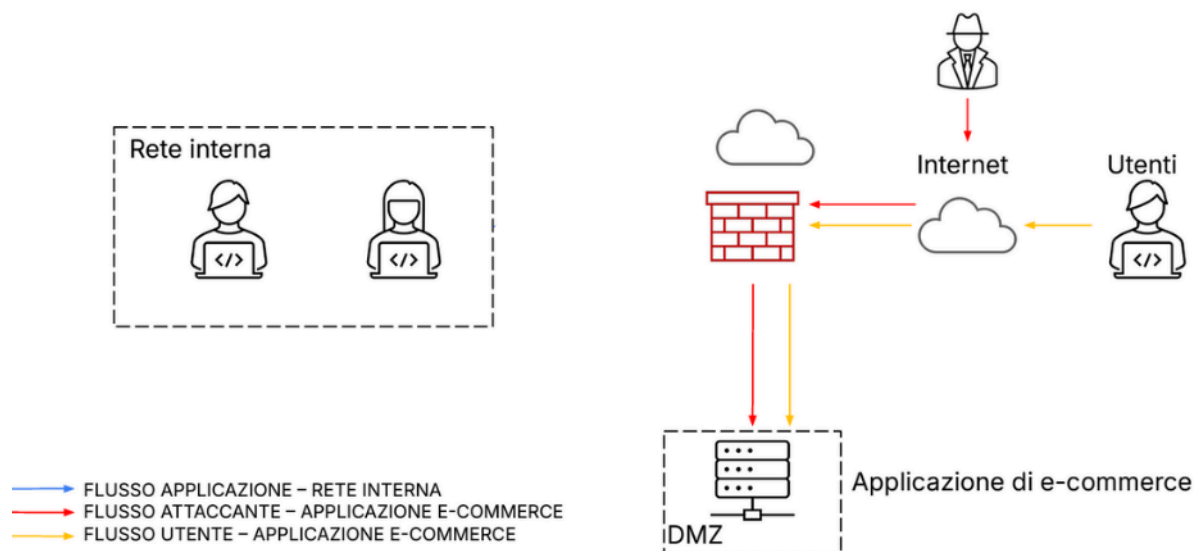 Rete interna
Internet
Utenti
</>
</>
</>
Applicazione di e-commerce
DMZ
FLUSSO APPLICAZIONE – RETE INTERNA
FLUSSO ATTACCANTE – APPLICAZIONE E-COMMERCE
FLUSSO UTENTE – APPLICAZIONE E-COMMERCE